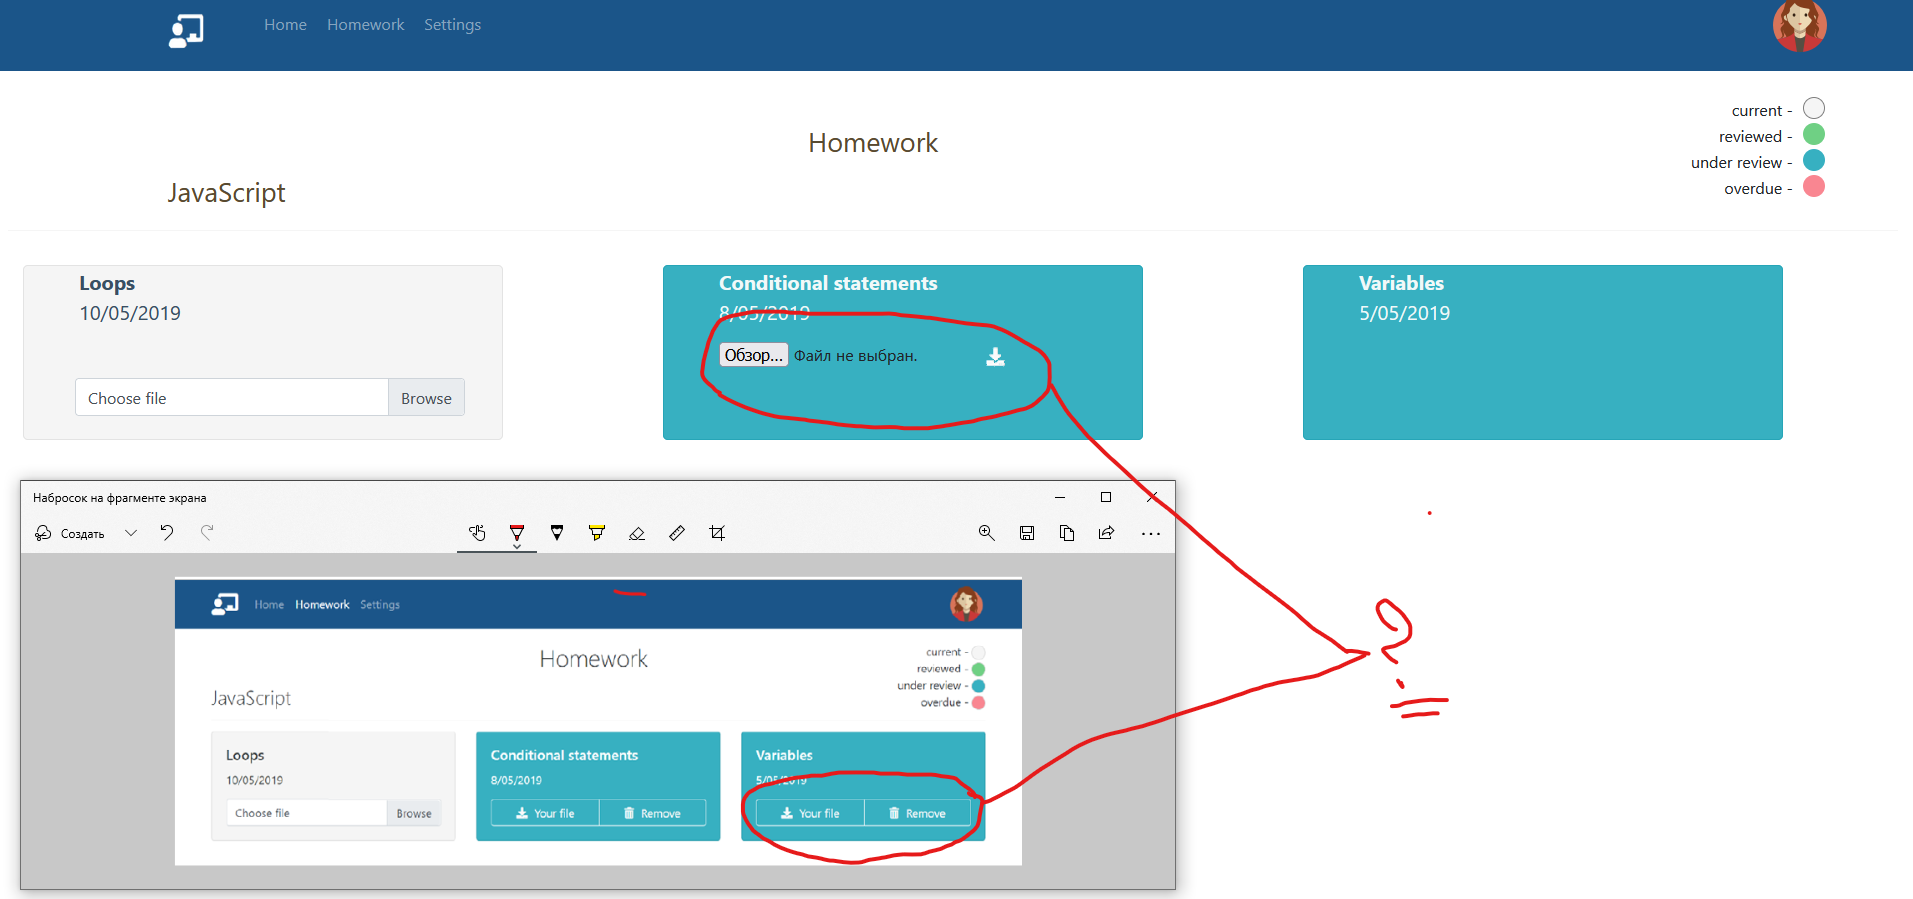 Home Homework Settings
current -
reviewed -
under review -
overdue -
Homework
JavaScript
Loops
10/05/2019
Choose file Browse
Conditional statements
8/05/2019
Обзор... Файл не выбран.
Variables
5/05/2019
Набросок на фрагменте экрана
Создать
Home Homework Settings
Homework
current -
reviewed -
under review -
overdue -
JavaScript
Loops
10/05/2019
Choose file Browse
Conditional statements
8/05/2019
Your file Remove
Variables
5/05/2019
Your file Remove
?